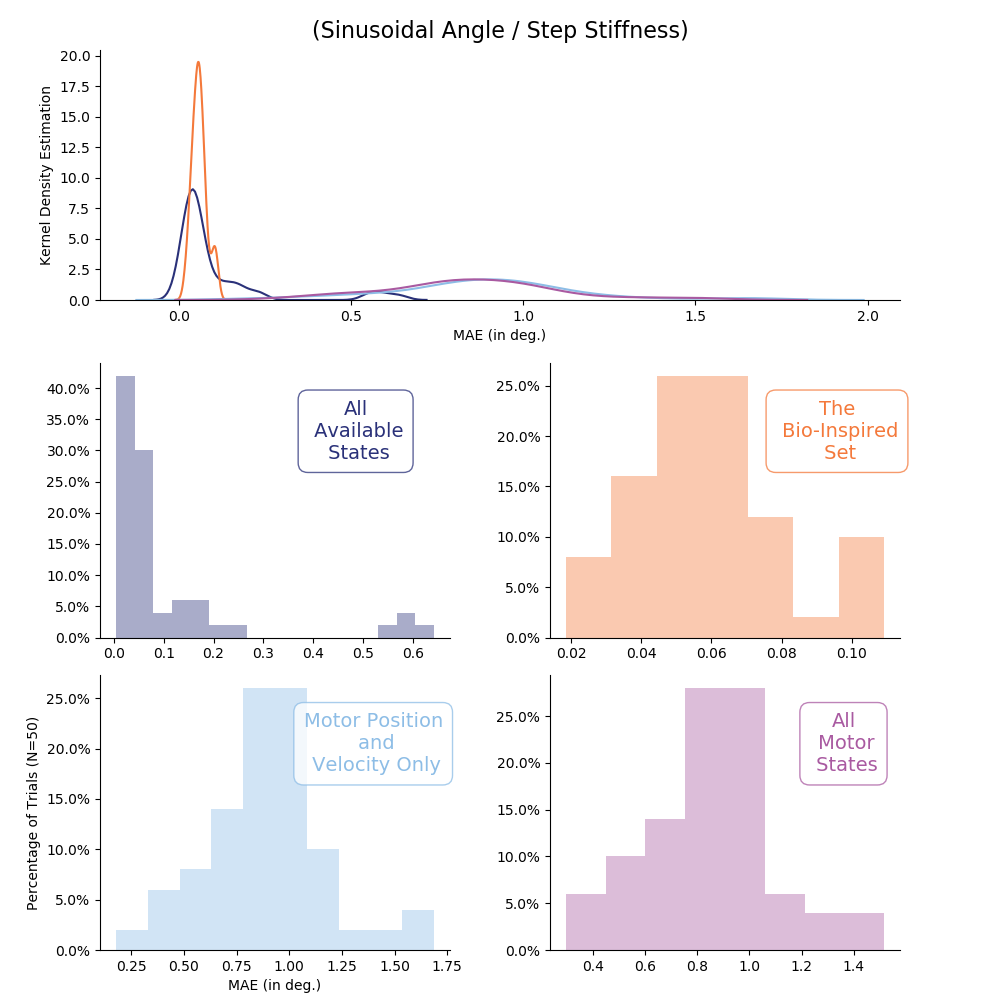 (Sinusoidal Angle / Step Stiffness)
Kernel Density Estimation
20.0
17.5
15.0
12.5
10.0
7.5
5.0
2.5
0.0
0.0 0.5 1.0 1.5 2.0
MAE (in deg.)
40.0%
35.0%
30.0%
25.0%
20.0%
15.0%
10.0%
5.0%
0.0%
All
Available
States
0.0 0.1 0.2 0.3 0.4 0.5 0.6
25.0%
20.0%
15.0%
10.0%
5.0%
0.0%
The
Bio-Inspired
Set
0.02 0.04 0.06 0.08 0.10
Percentage of Trials (N=50)
25.0%
20.0%
15.0%
10.0%
5.0%
0.0%
Motor Position
and
Velocity Only
0.25 0.50 0.75 1.00 1.25 1.50 1.75
MAE (in deg.)
25.0%
20.0%
15.0%
10.0%
5.0%
0.0%
All
Motor
States
0.4 0.6 0.8 1.0 1.2 1.4